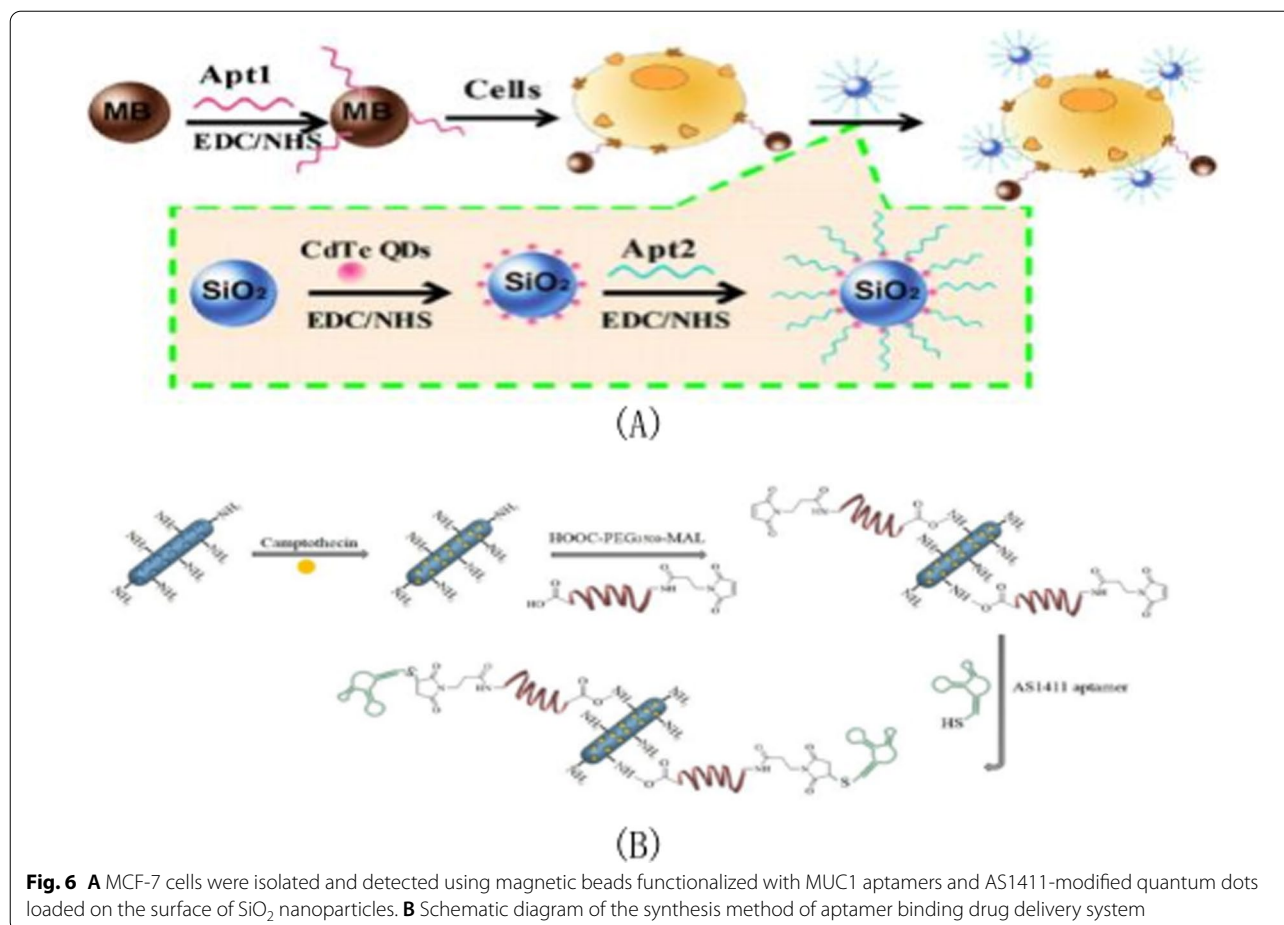 Apt1
Cells
MB
MB
EDC/NHS
CdTe QDs
Apt2
SiO₂
SiO₂
SiO₂
EDC/NHS
EDC/NHS
(A)
Camptothecin
HOOC-PEG
-MAL
AS1411 aptamer
HS
(B)
Fig. 6 A MCF-7 cells were isolated and detected using magnetic beads functionalized with MUC1 aptamers and AS1411-modified quantum dots
loaded on the surface of SiO₂ nanoparticles. B Schematic diagram of the synthesis method of aptamer binding drug delivery system